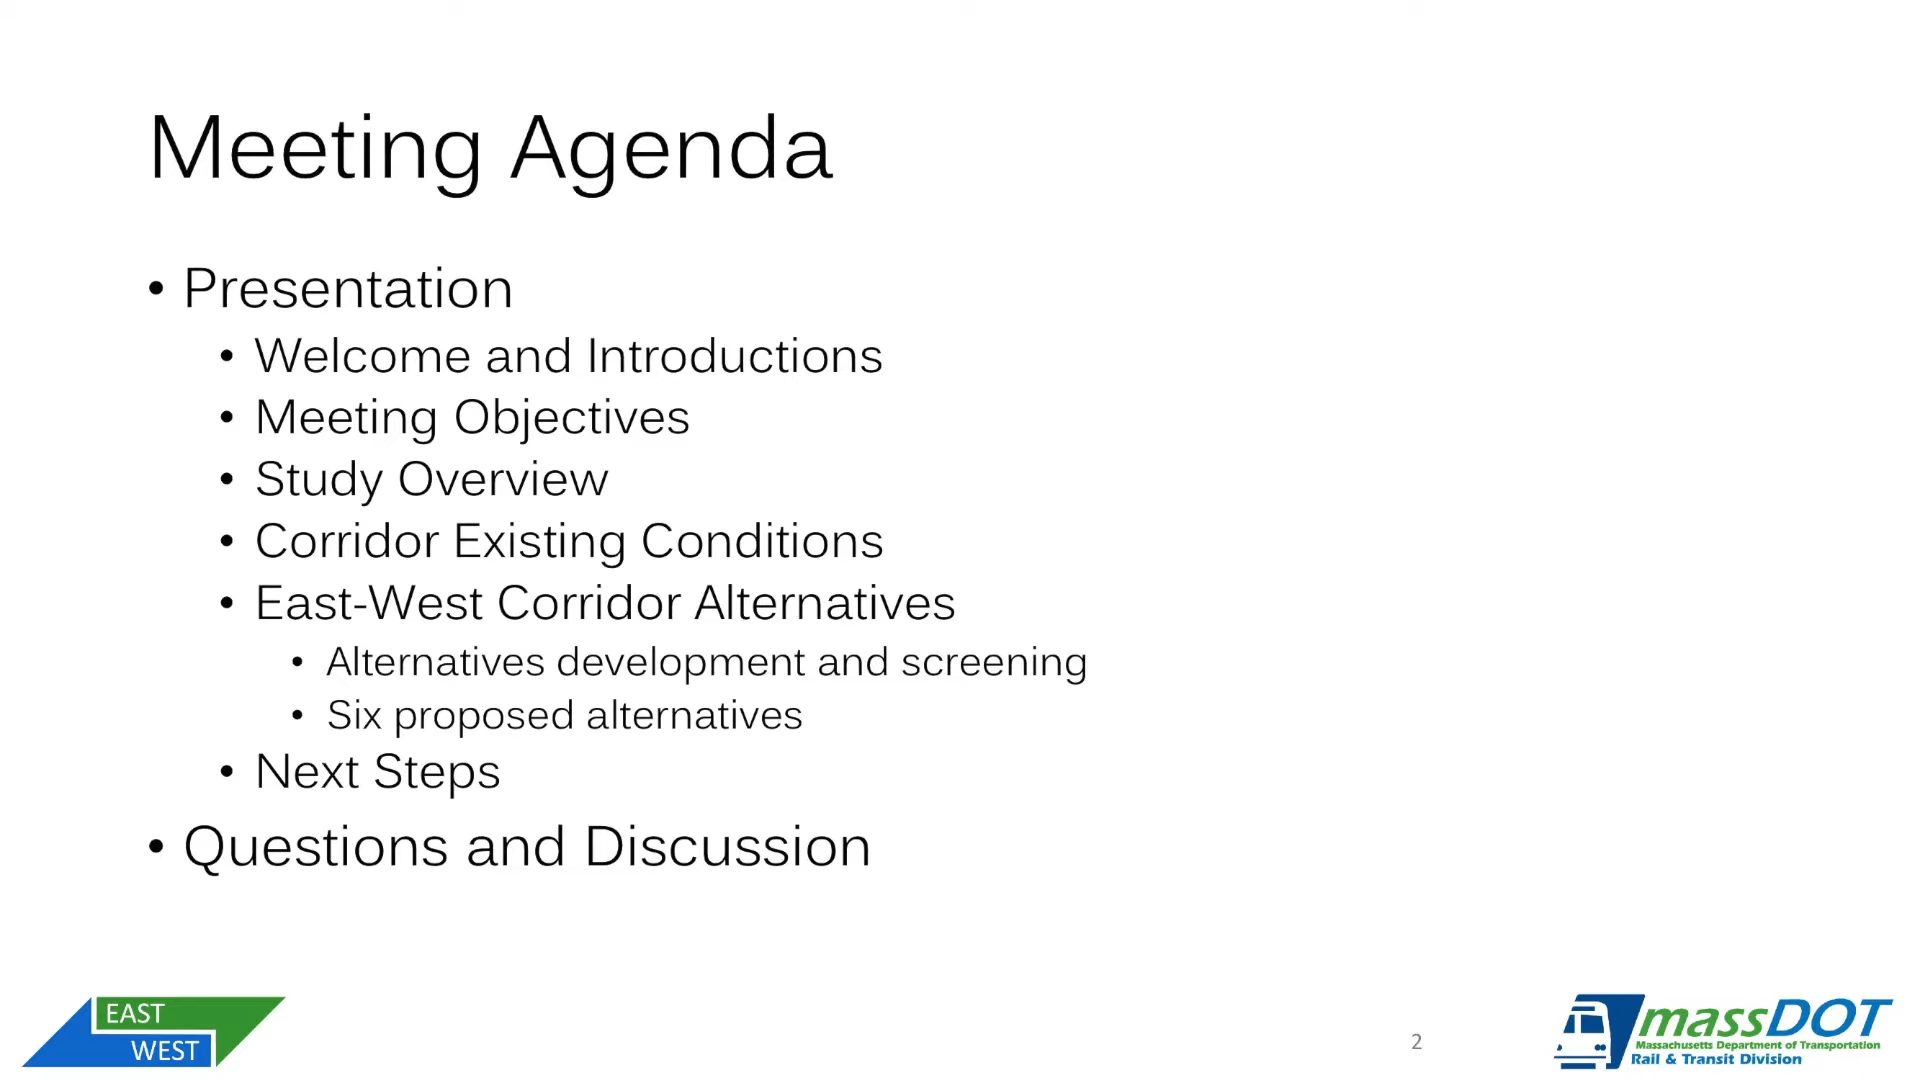 Meeting Agenda
• Presentation
• Welcome and Introductions
• Meeting Objectives
• Study Overview
• Corridor Existing Conditions
• East-West Corridor Alternatives
• Alternatives development and screening
• Six proposed alternatives
• Next Steps
• Questions and Discussion
EAST
WEST
2
massDOT
Massachusetts Department of Transportation
Rail & Transit Division